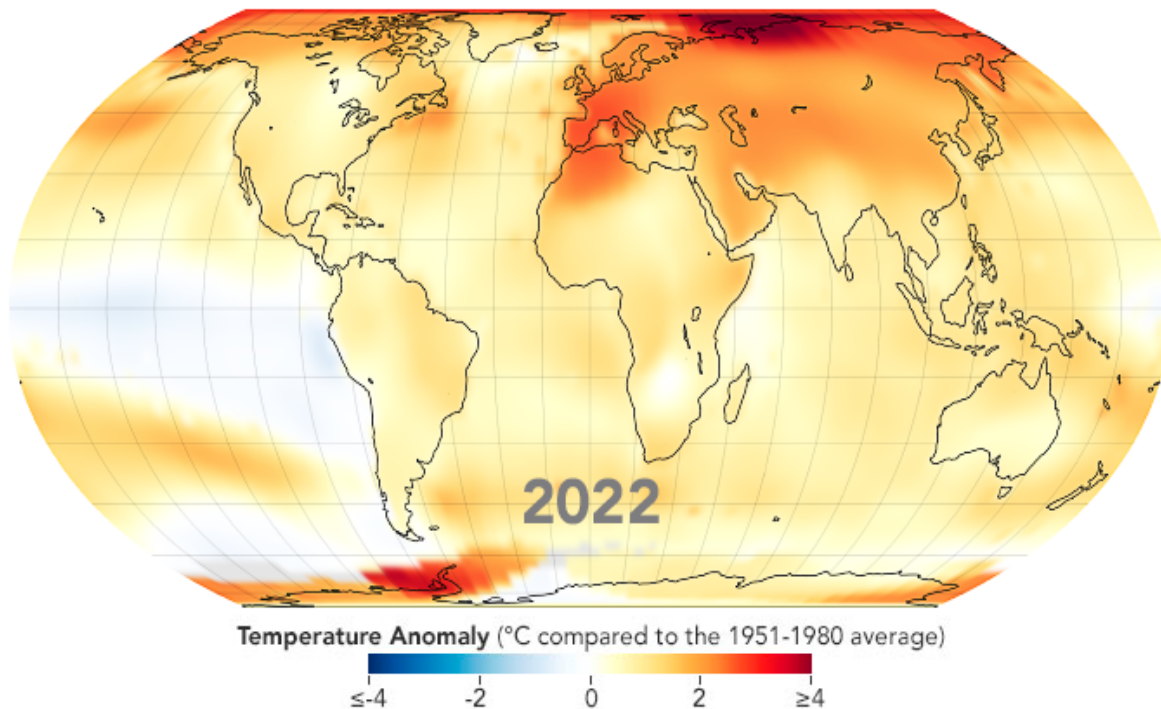 2022
Temperature Anomaly (°C compared to the 1951-1980 average)
≤-4 -2 0 2 ≥4